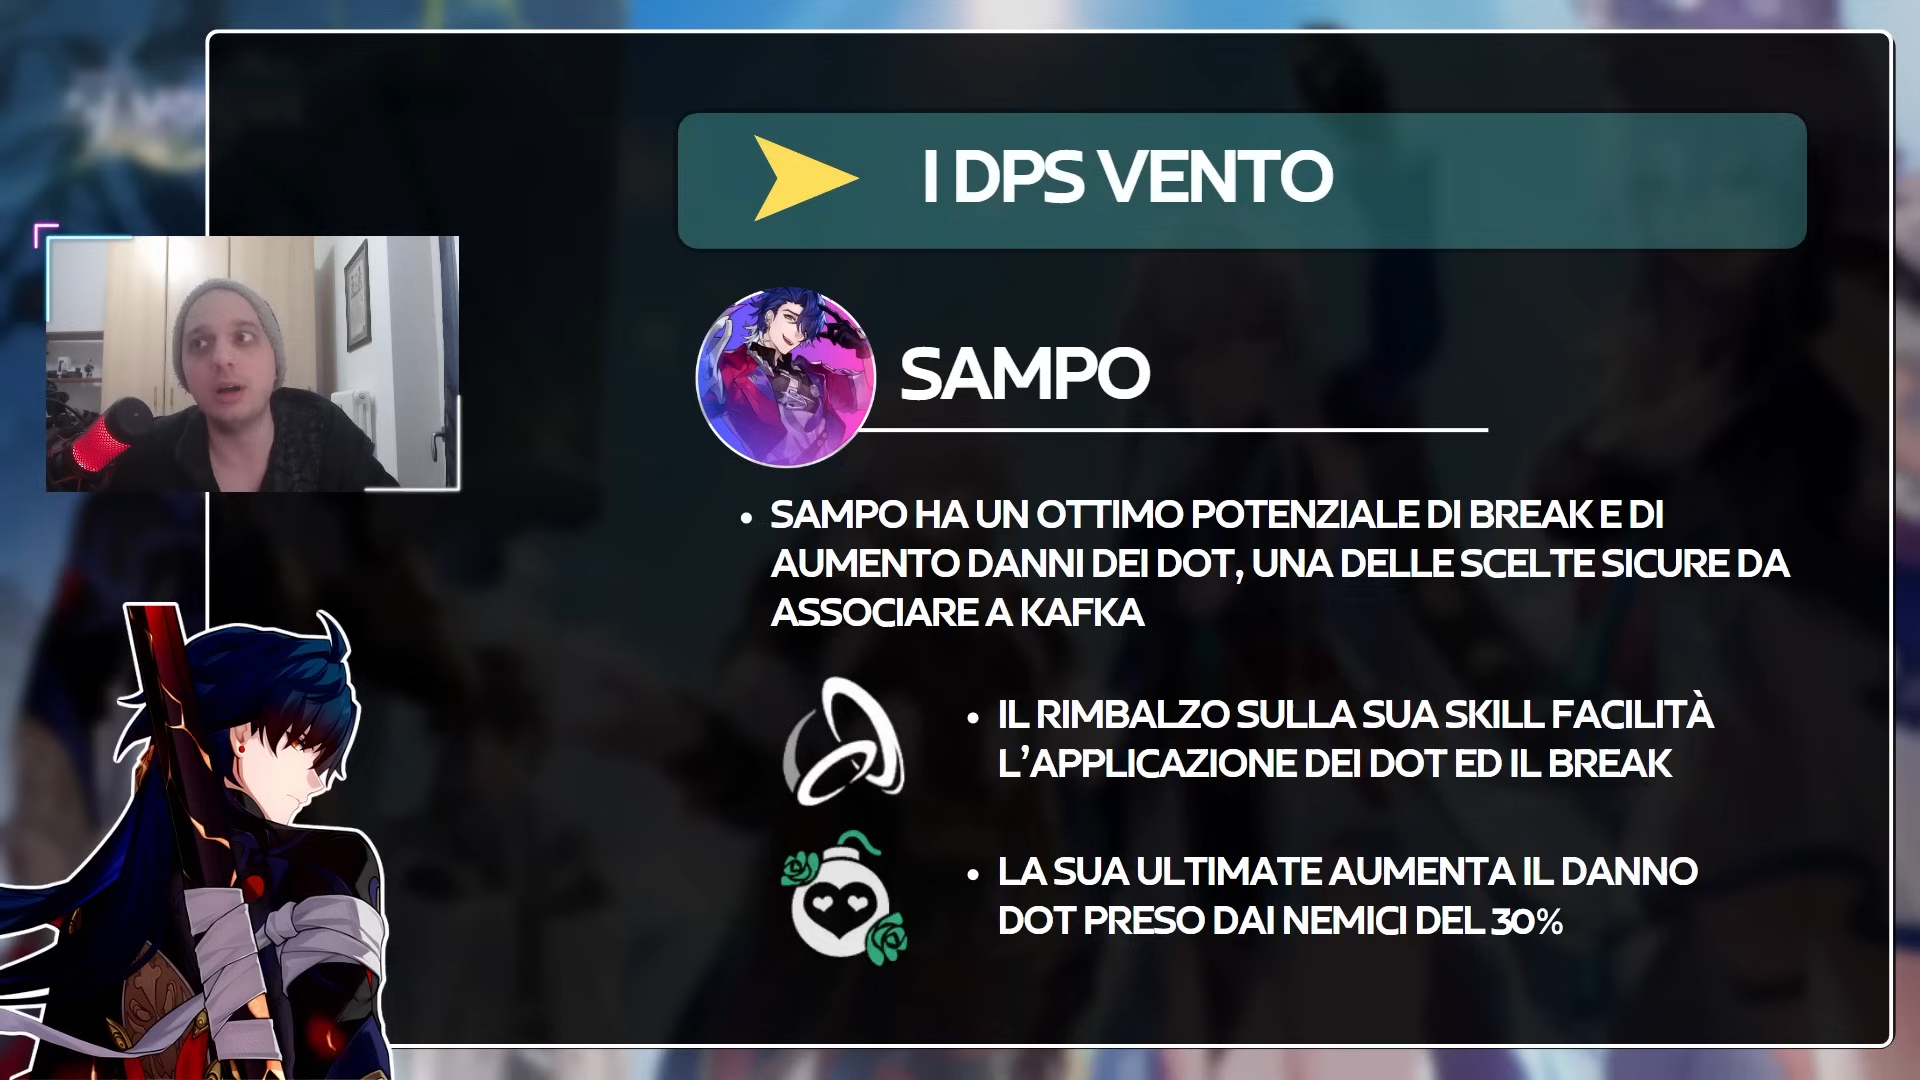 I DPS VENTO
SAMPO
• SAMPO HA UN OTTIMO POTENZIALE DI BREAK E DI
AUMENTO DANNI DEI DOT, UNA DELLE SCELTE SICURE DA
ASSOCIARE A KAFKA
• IL RIMBALZO SULLA SUA SKILL FACILITÀ
L’APPLICAZIONE DEI DOT ED IL BREAK
• LA SUA ULTIMATE AUMENTA IL DANNO
DOT PRESO DAI NEMICI DEL 30%